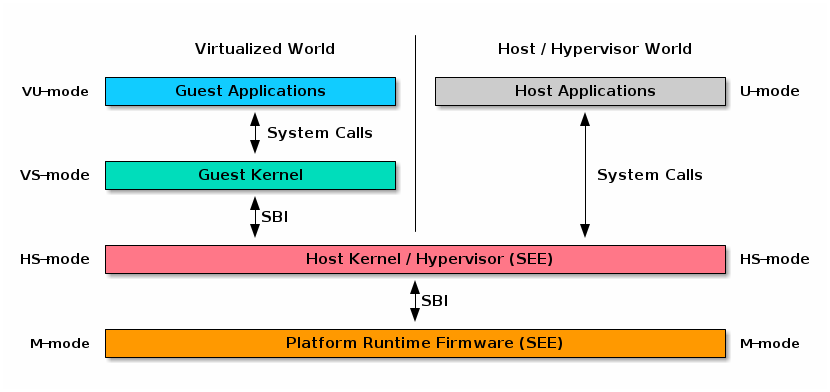 Virtualized World Host / Hypervisor World
VU-mode Guest Applications Host Applications U-mode
System Calls
VS-mode Guest Kernel System Calls
SBI
HS-mode Host Kernel / Hypervisor (SEE) HS-mode
SBI
M-mode Platform Runtime Firmware (SEE) M-mode